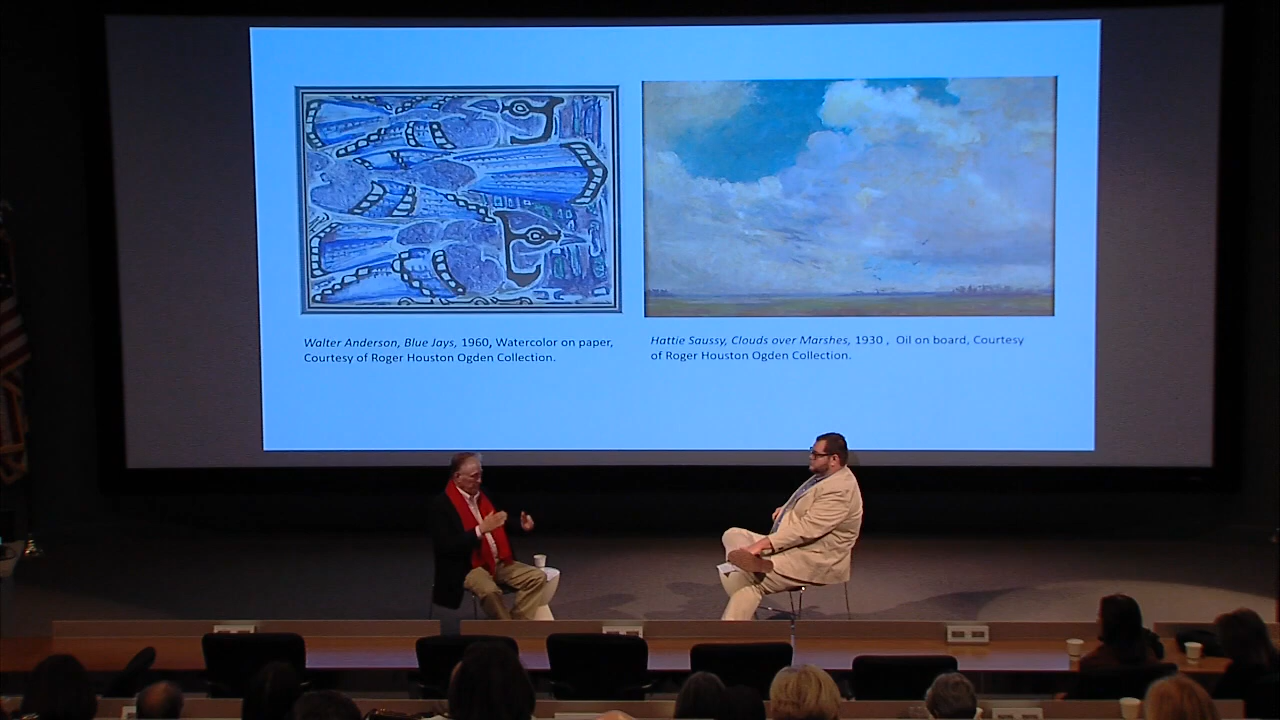 Walter Anderson, Blue Jays, 1960, Watercolor on paper,
Courtesy of Roger Houston Ogden Collection.
Hattie Saussy, Clouds over Marshes, 1930 , Oil on board, Courtesy
of Roger Houston Ogden Collection.